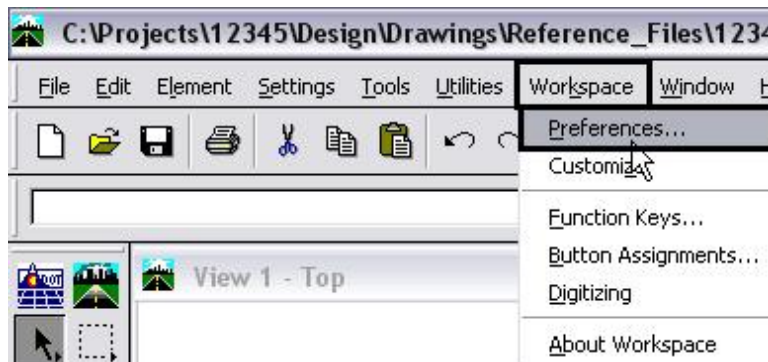 C:\Projects\12345\Design\Drawings\Reference_Files\1234
File Edit Element Settings Tools Utilities Workspace Window H
Preferences...
Customize
Function Keys...
Button Assignments...
View 1 - Top
Digitizing
About Workspace